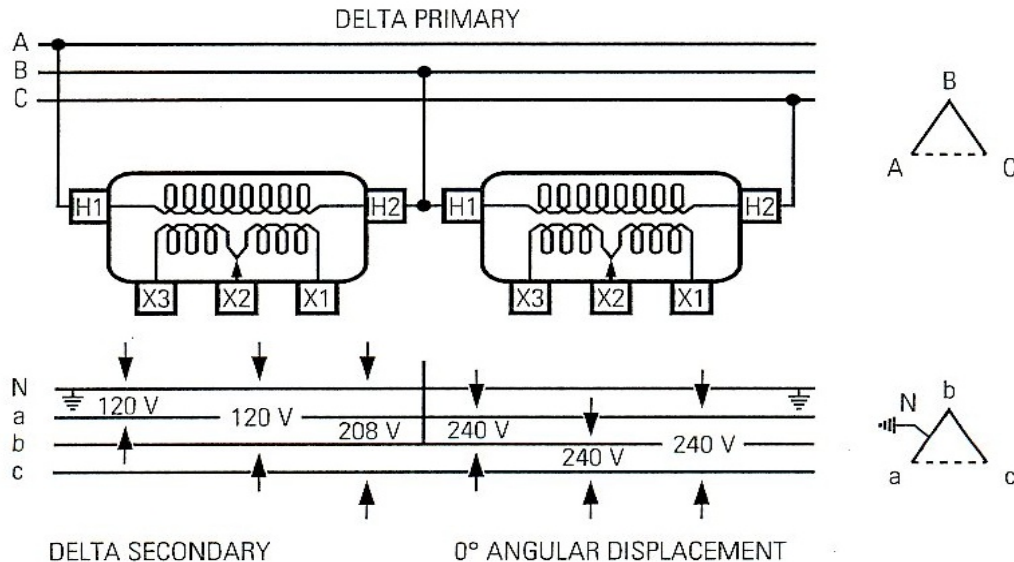 DELTA PRIMARY
A
B
C
B
A C
H1 H2 H1 H2
X3 X2 X1 X3 X2 X1
N
a
b
c
120 V
120 V
208 V
240 V
240 V
240 V
b
N
a c
DELTA SECONDARY
0° ANGULAR DISPLACEMENT